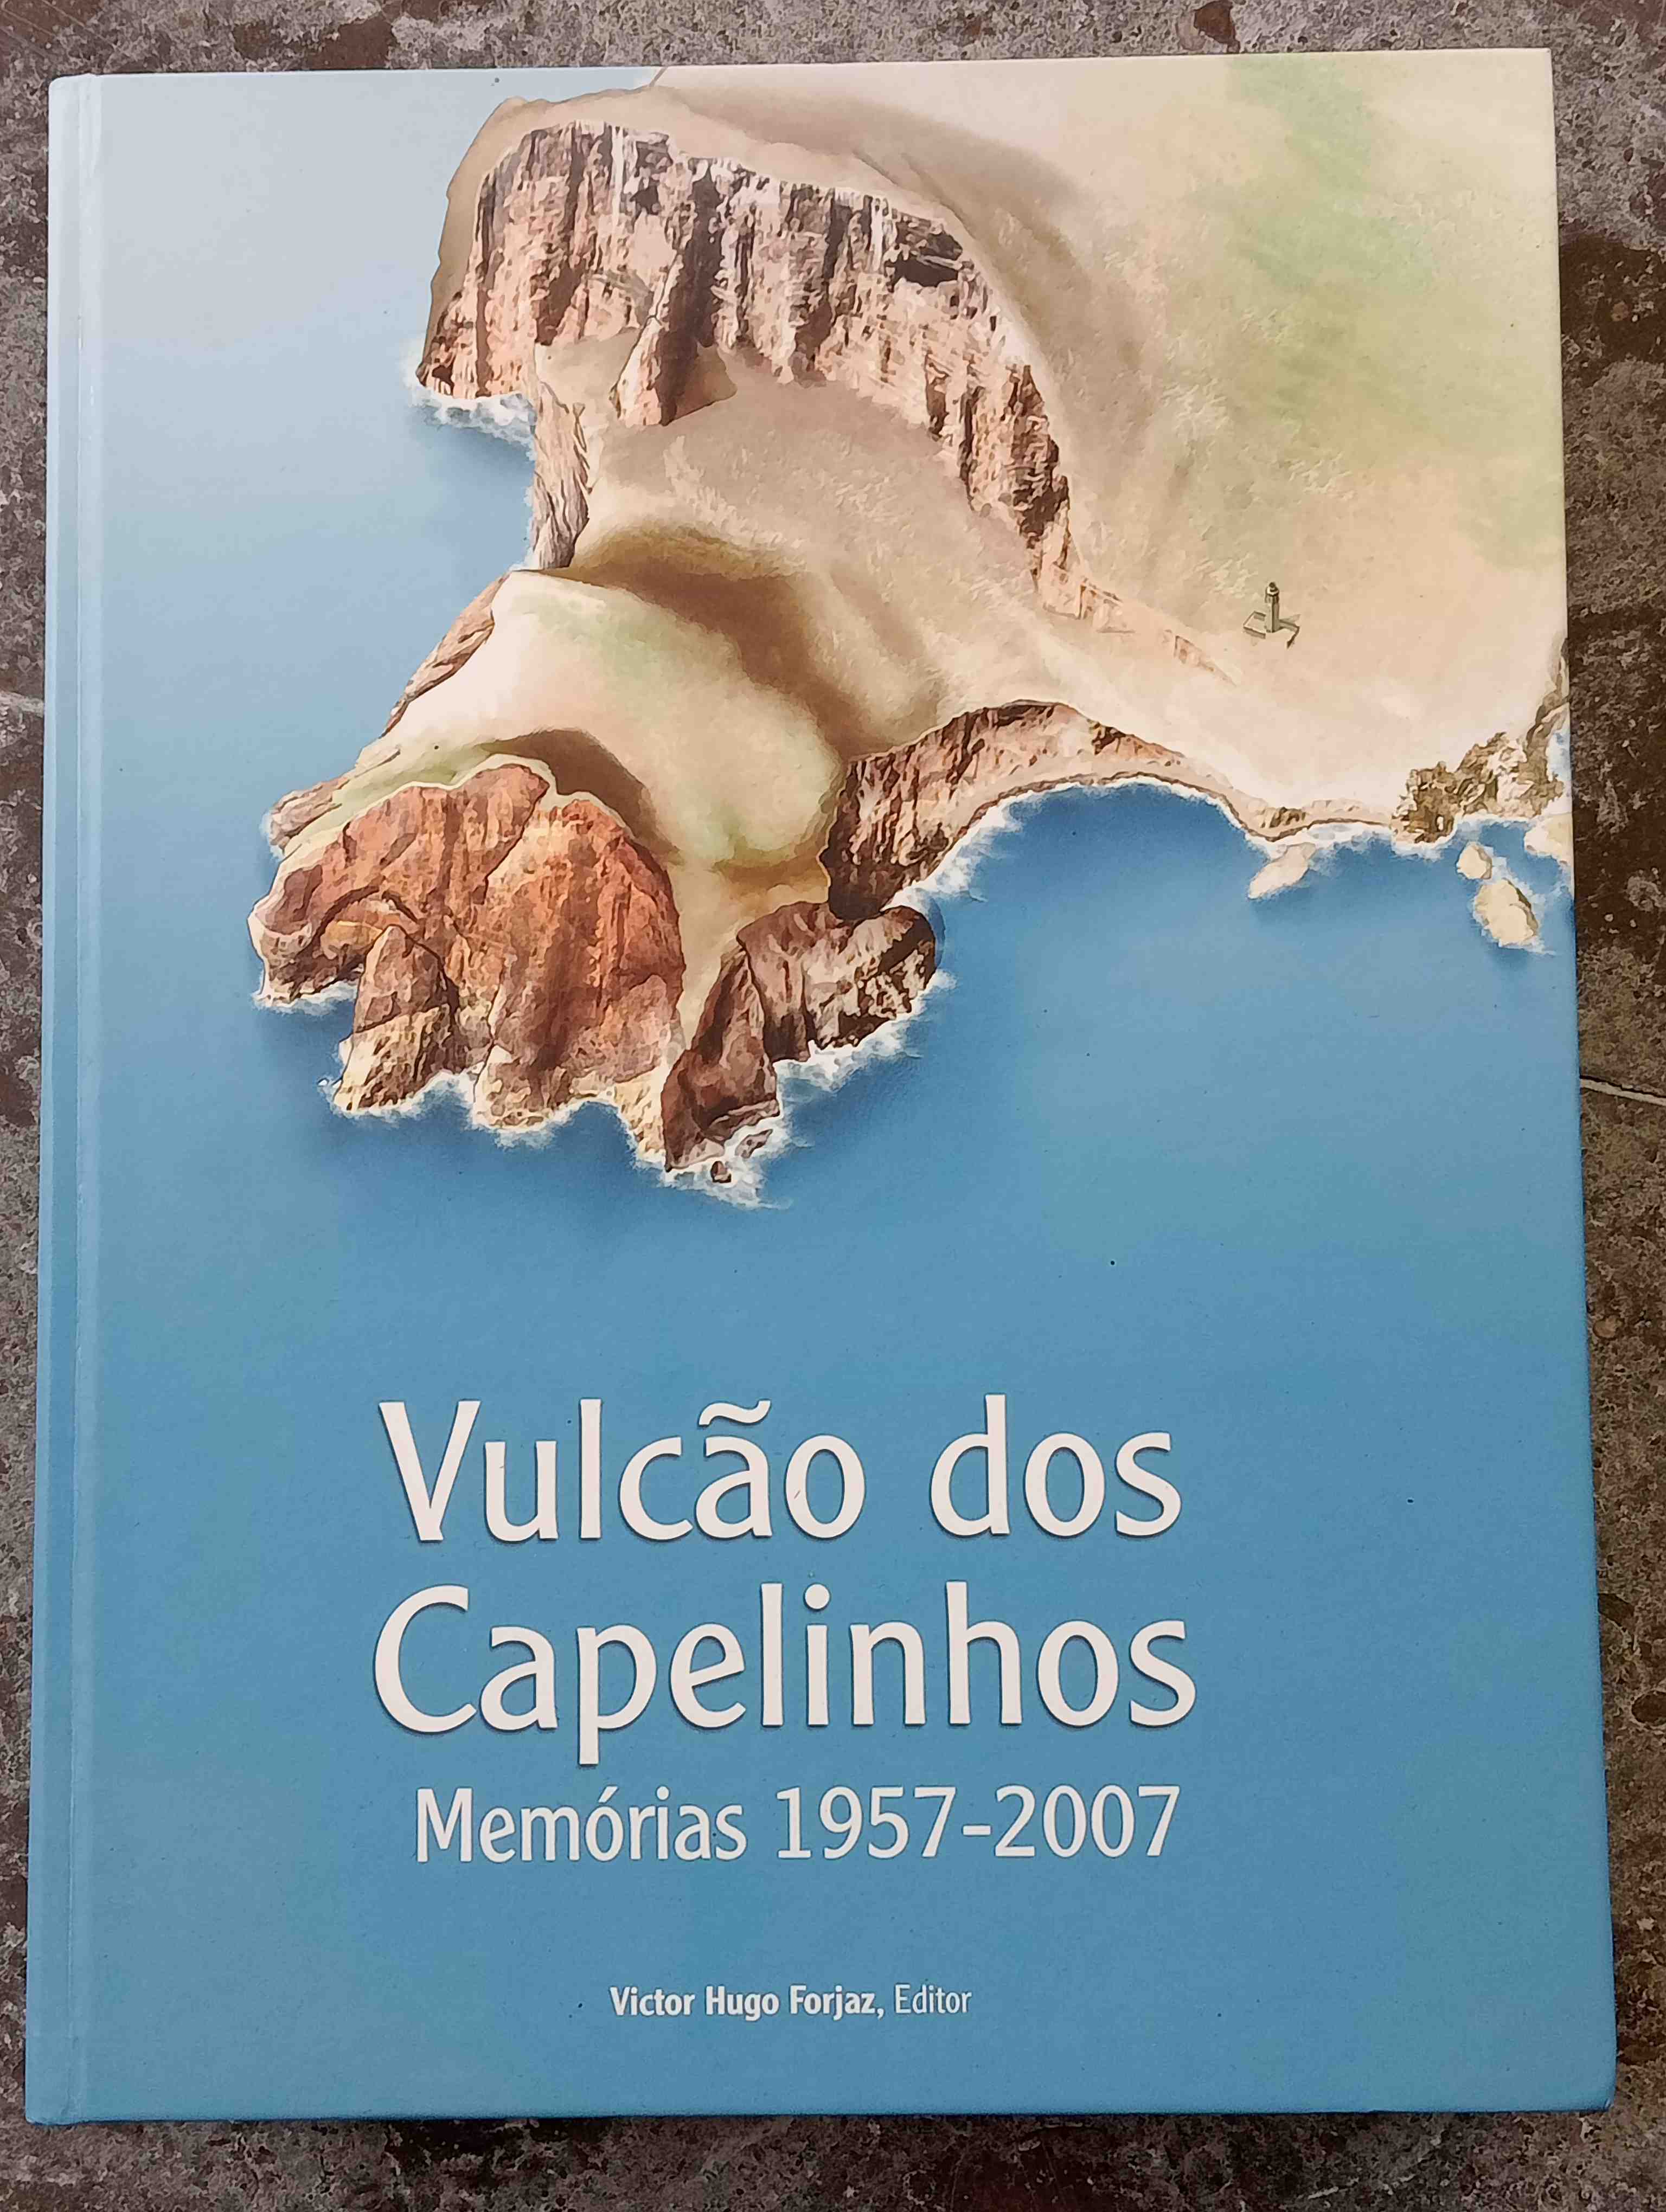 Vulcão dos
Capelinhos
Memórias 1957-2007
Victor Hugo Forjaz, Editor